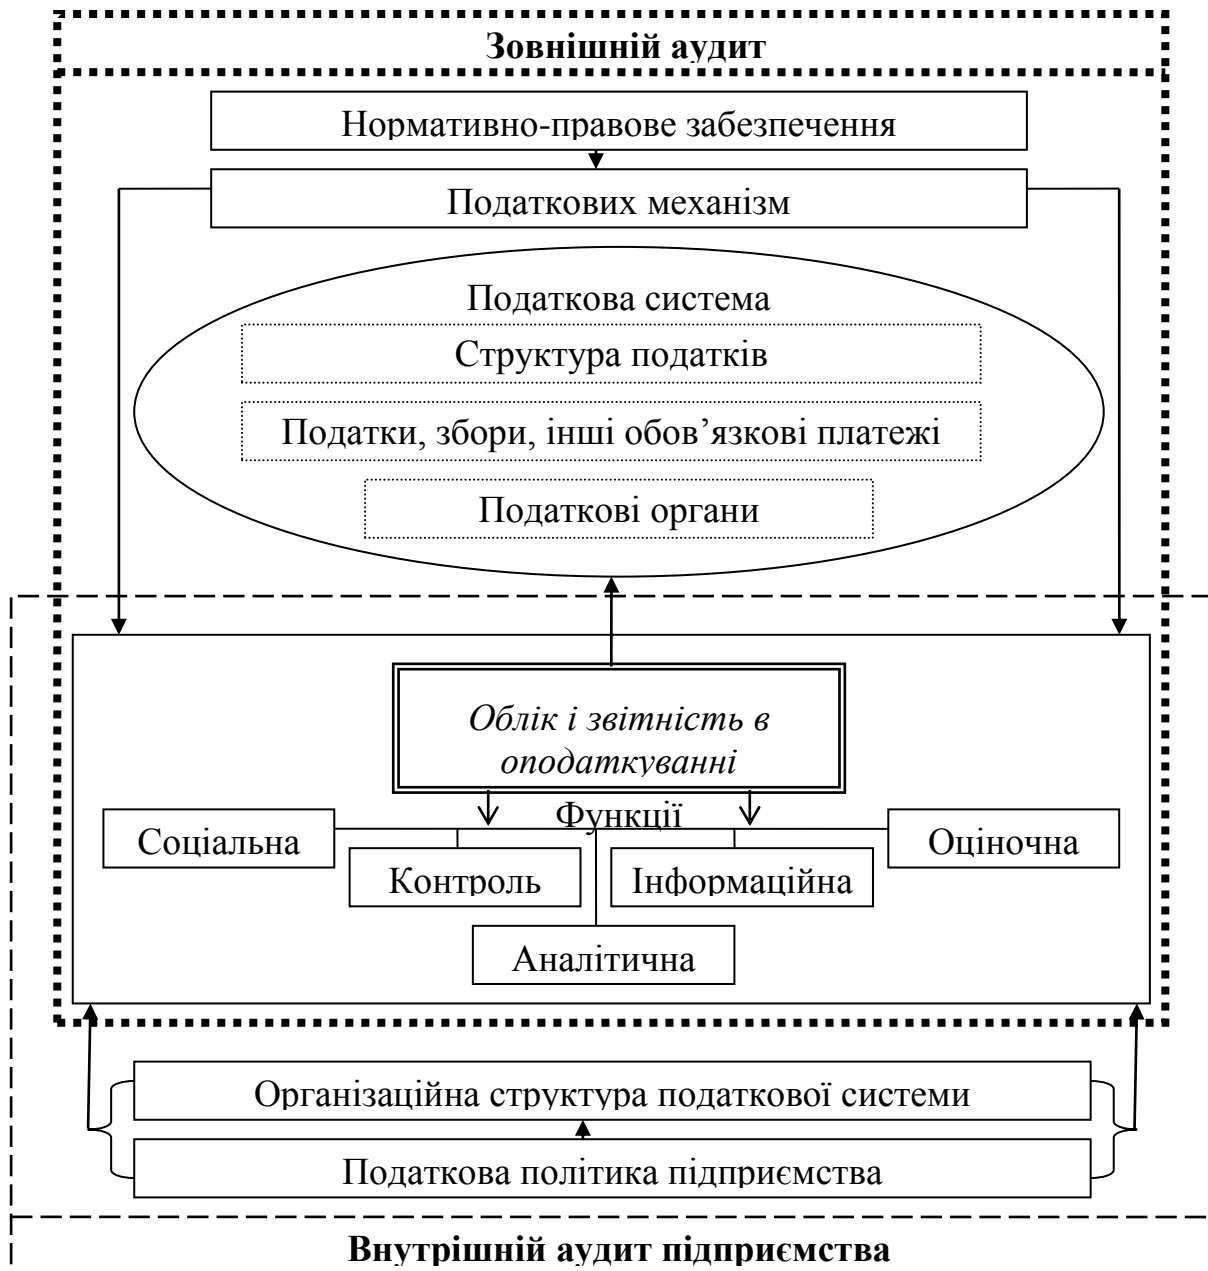 Зовнішній аудит
Нормативно-правове забезпечення
Податкових механізм
Податкова система
Структура податків
Податки, збори, інші обов’язкові платежі
Податкові органи
Облік і звітність в
оподаткуванні
Функції
Соціальна
Оціночна
Контроль
Інформаційна
Аналітична
Організаційна структура податкової системи
Податкова політика підприємства
Внутрішній аудит підприємства